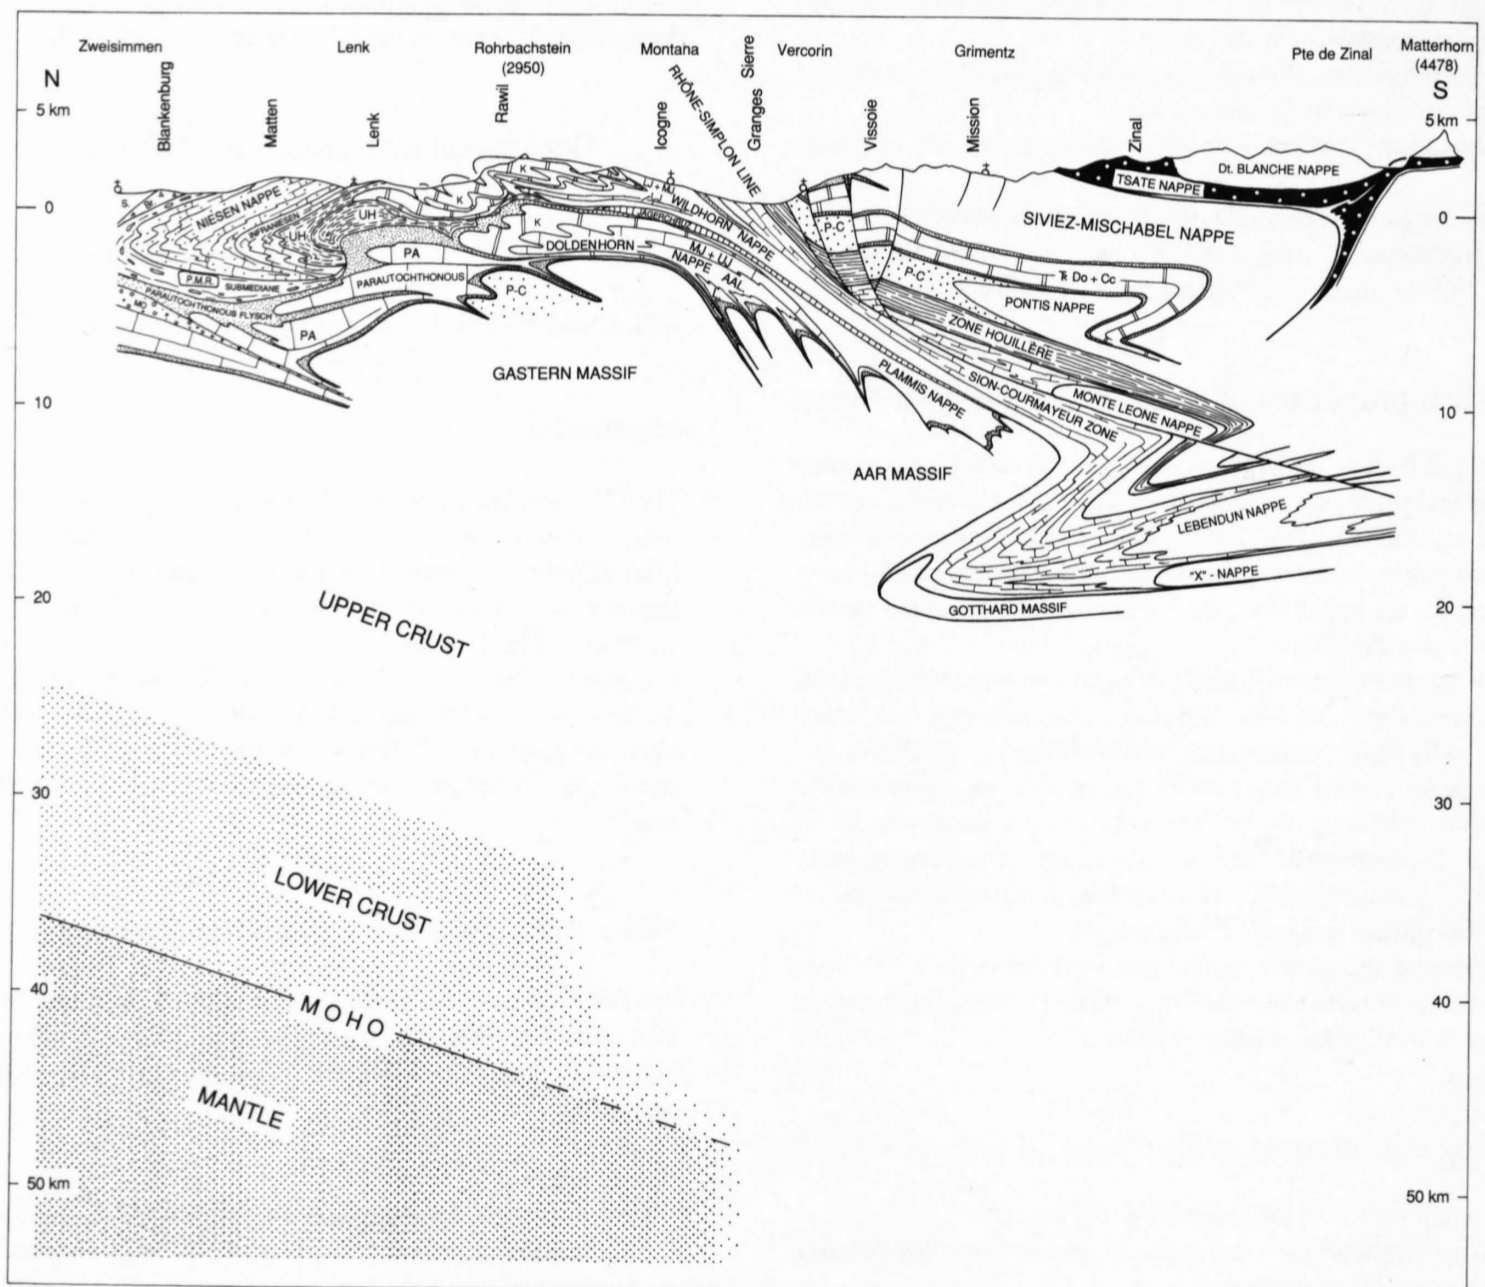 Zweisimmen
Lenk
Rohrbachstein
(2950)
Montana
Sierre
Vercorin
Grimentz
Pte de Zinal
Matterhorn
(4478)
N
S
5 km
5 km
Blankenburg
Matten
Lenk
Rawil
Icogne
RHÔNE-SIMPLON LINE
Granges
Vissoie
Mission
Zinal
0
0
NIESEN NAPPE
INFRANIESEN
UH
UH
K
K
K
WILDHORN NAPPE
JÄGERCHRÜZ
DOLDENHORN
NAPPE
MJ + UJ
AAL
PA
PARAUTOCHTHONOUS
P.M.R.
SUBMEDIANE
PARAUTOCHTHONOUS FLYSCH
MO
PA
P-C
P-C
P-C
Dt. BLANCHE NAPPE
TSATE NAPPE
SIVIEZ-MISCHABEL NAPPE
Tr Do + Cc
PONTIS NAPPE
ZONE HOUILLÈRE
GASTERN MASSIF
PLAMMIS NAPPE
SION-COURMAYEUR ZONE
MONTE LEONE NAPPE
10
10
AAR MASSIF
LEBENDUN NAPPE
"X" - NAPPE
GOTTHARD MASSIF
20
20
UPPER CRUST
30
30
LOWER CRUST
40
40
MOHO
MANTLE
50 km
50 km